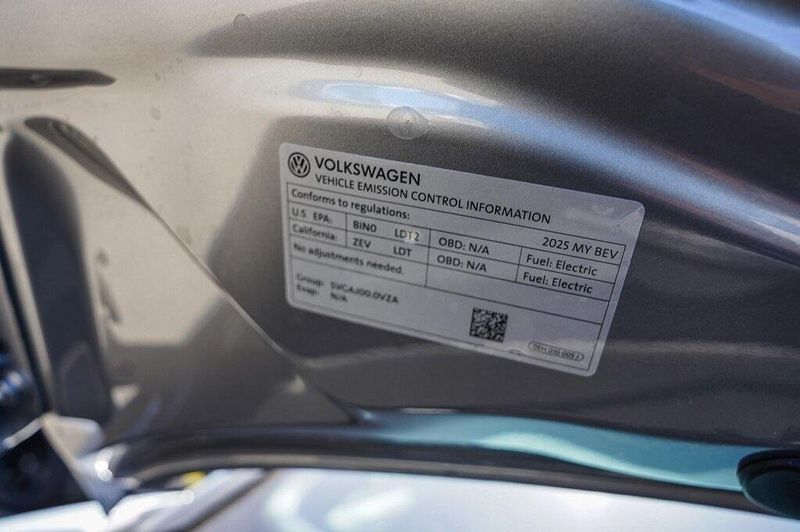 VOLKSWAGEN
VEHICLE EMISSION CONTROL INFORMATION
Conforms to regulations: 2025 MY BEV
U.S. EPA: BIN0 LDT2 OBD: N/A Fuel: Electric
California: ZEV LDT OBD: N/A Fuel: Electric
No adjustments needed.
Group: SVGAJ00.0VZA
Evap: N/A